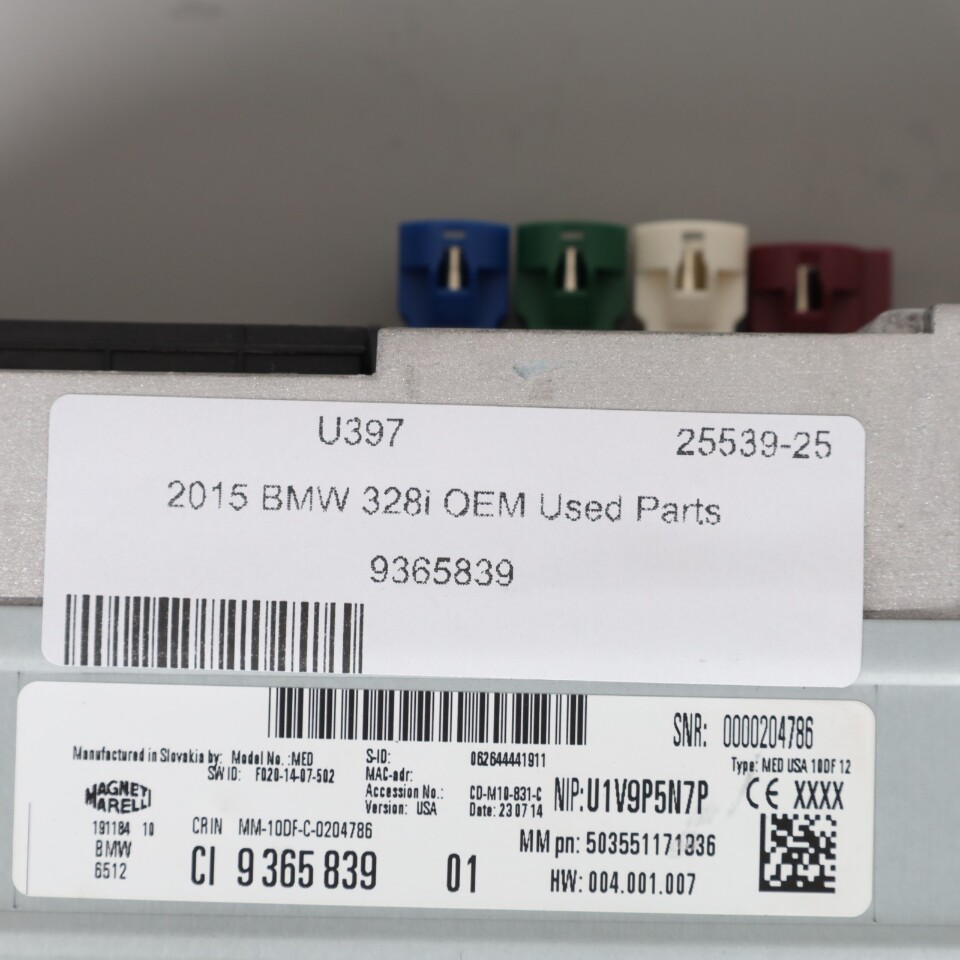 U397 25539-25
2015 BMW 328i OEM Used Parts
9365839
SNR: 0000204786
Manufactured in Slovakia by: Model No. :MED S-ID: 062644441911 Type: MED USA 10DF 12
SW ID: F020-14-07-502 MAC-adr:
MAGNETI MARELLI Accession No.: CD-M10-831-C NIP:U1V9P5N7P CE XXXX
Version: USA Date: 23 07 14
191184 10 CRIN MM-10DF-C-0204786 MM pn: 503551171336
BMW CI 9 365 839 01
6512 HW: 004.001.007